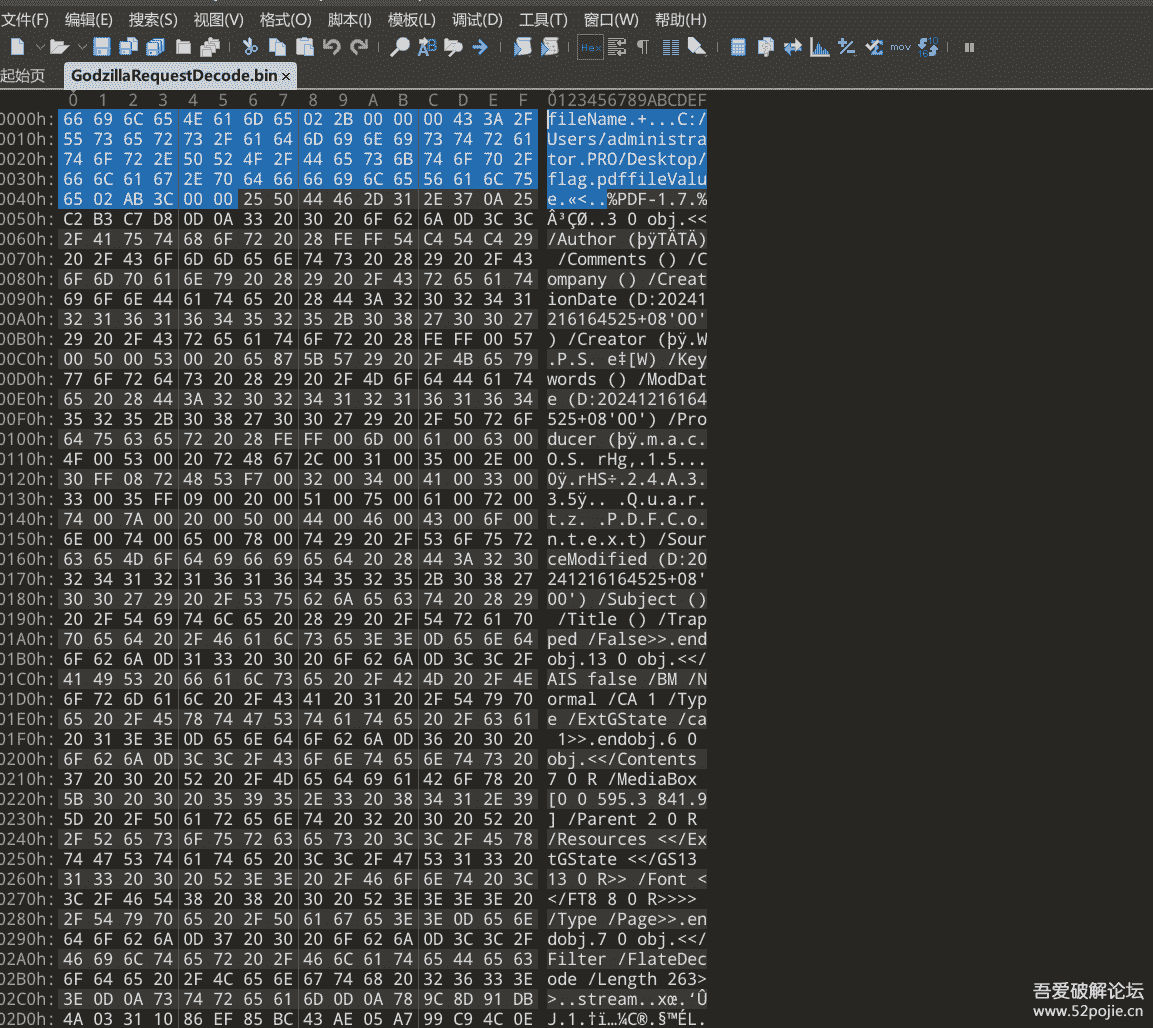 文件(F) 编辑(E) 搜索(S) 视图(V) 格式(O) 脚本(I) 模板(L) 调试(D) 工具(T) 窗口(W) 帮助(H)
Hex mov
起始页 GodzillaRequestDecode.bin ×
0 1 2 3 4 5 6 7 8 9 A B C D E F 0123456789ABCDEF
0000h: 66 69 6C 65 4E 61 6D 65 02 2B 00 00 00 43 3A 2F fileName.+...C:/
0010h: 55 73 65 72 73 2F 61 64 6D 69 6E 69 73 74 72 61 Users/administra
0020h: 74 6F 72 2E 50 52 4F 2F 44 65 73 6B 74 6F 70 2F tor.PRO/Desktop/
0030h: 66 6C 61 67 2E 70 64 66 66 69 6C 65 56 61 6C 75 flag.pdffileValu
0040h: 65 02 AB 3C 00 00 25 50 44 46 2D 31 2E 37 0A 25 e.«<..%PDF-1.7.%
0050h: C2 B3 C7 D8 0D 0A 33 20 30 20 6F 62 6A 0D 3C 3C Â³ÇØ..3 0 obj.<<
0060h: 2F 41 75 74 68 6F 72 20 28 FE FF 54 C4 54 C4 29 /Author (þÿTÄTÄ)
0070h: 20 2F 43 6F 6D 6D 65 6E 74 73 20 28 29 20 2F 43 /Comments () /C
0080h: 6F 6D 70 61 6E 79 20 28 29 20 2F 43 72 65 61 74 ompany () /Creat
0090h: 69 6F 6E 44 61 74 65 20 28 44 3A 32 30 32 34 31 ionDate (D:20241
00A0h: 32 31 36 31 36 34 35 32 35 2B 30 38 27 30 30 27 216164525+08'00'
00B0h: 29 20 2F 43 72 65 61 74 6F 72 20 28 FE FF 00 57 ) /Creator (þÿ.W
00C0h: 00 50 00 53 00 20 65 87 5B 57 29 20 2F 4B 65 79 .P.S. e‡[W) /Key
00D0h: 77 6F 72 64 73 20 28 29 20 2F 4D 6F 64 44 61 74 words () /ModDat
00E0h: 65 20 28 44 3A 32 30 32 34 31 32 31 36 31 36 34 e (D:20241216164
00F0h: 35 32 35 2B 30 38 27 30 30 27 29 20 2F 50 72 6F 525+08'00') /Pro
0100h: 64 75 63 65 72 20 28 FE FF 00 6D 00 61 00 63 00 ducer (þÿ.m.a.c.
0110h: 4F 00 53 00 20 72 48 67 2C 00 31 00 35 00 2E 00 O.S. rHg,.1.5...
0120h: 30 FF 08 72 48 53 F7 00 32 00 34 00 41 00 33 00 0ÿ.rHS÷.2.4.A.3.
0130h: 33 00 35 FF 09 00 20 00 51 00 75 00 61 00 72 00 3.5ÿ.. .Q.u.a.r.
0140h: 74 00 7A 00 20 00 50 00 44 00 46 00 43 00 6F 00 t.z. .P.D.F.C.o.
0150h: 6E 00 74 00 65 00 78 00 74 29 20 2F 53 6F 75 72 n.t.e.x.t) /Sour
0160h: 63 65 4D 6F 64 69 66 69 65 64 20 28 44 3A 32 30 ceModified (D:20
0170h: 32 34 31 32 31 36 31 36 34 35 32 35 2B 30 38 27 241216164525+08'
0180h: 30 30 27 29 20 2F 53 75 62 6A 65 63 74 20 28 29 00') /Subject ()
0190h: 20 2F 54 69 74 6C 65 20 28 29 20 2F 54 72 61 70 /Title () /Trap
01A0h: 70 65 64 20 2F 46 61 6C 73 65 3E 3E 0D 65 6E 64 ped /False>>.end
01B0h: 6F 62 6A 0D 31 33 20 30 20 6F 62 6A 0D 3C 3C 2F obj.13 0 obj.<</
01C0h: 41 49 53 20 66 61 6C 73 65 20 2F 42 4D 20 2F 4E AIS false /BM /N
01D0h: 6F 72 6D 61 6C 20 2F 43 41 20 31 20 2F 54 79 70 ormal /CA 1 /Typ
01E0h: 65 20 2F 45 78 74 47 53 74 61 74 65 20 2F 63 61 e /ExtGState /ca
01F0h: 20 31 3E 3E 0D 65 6E 64 6F 62 6A 0D 36 20 30 20 1>>.endobj.6 0
0200h: 6F 62 6A 0D 3C 3C 2F 43 6F 6E 74 65 6E 74 73 20 obj.<</Contents
0210h: 37 20 30 20 52 20 2F 4D 65 64 69 61 42 6F 78 20 7 0 R /MediaBox
0220h: 5B 30 20 30 20 35 39 35 2E 33 20 38 34 31 2E 39 [0 0 595.3 841.9
0230h: 5D 20 2F 50 61 72 65 6E 74 20 32 20 30 20 52 20 ] /Parent 2 0 R
0240h: 2F 52 65 73 6F 75 72 63 65 73 20 3C 3C 2F 45 78 /Resources <</Ex
0250h: 74 47 53 74 61 74 65 20 3C 3C 2F 47 53 31 33 20 tGState <</GS13
0260h: 31 33 20 30 20 52 3E 3E 20 2F 46 6F 6E 74 20 3C 13 0 R>> /Font <
0270h: 3C 2F 46 54 38 20 38 20 30 20 52 3E 3E 3E 3E 20 </FT8 8 0 R>>>>
0280h: 2F 54 79 70 65 20 2F 50 61 67 65 3E 3E 0D 65 6E /Type /Page>>.en
0290h: 64 6F 62 6A 0D 37 20 30 20 6F 62 6A 0D 3C 3C 2F dobj.7 0 obj.<</
02A0h: 46 69 6C 74 65 72 20 2F 46 6C 61 74 65 44 65 63 Filter /FlateDec
02B0h: 6F 64 65 20 2F 4C 65 6E 67 74 68 20 32 36 33 3E ode /Length 263>
02C0h: 3E 0D 0A 73 74 72 65 61 6D 0D 0A 78 9C 8D 91 DB >..stream..xœ.‘Û
02D0h: 4A 03 31 10 86 EF 85 BC 43 AE 05 A7 99 C9 4C 0E J.1.†ï…¼C®.§™ÉL.
吾爱破解论坛
www.52pojie.cn